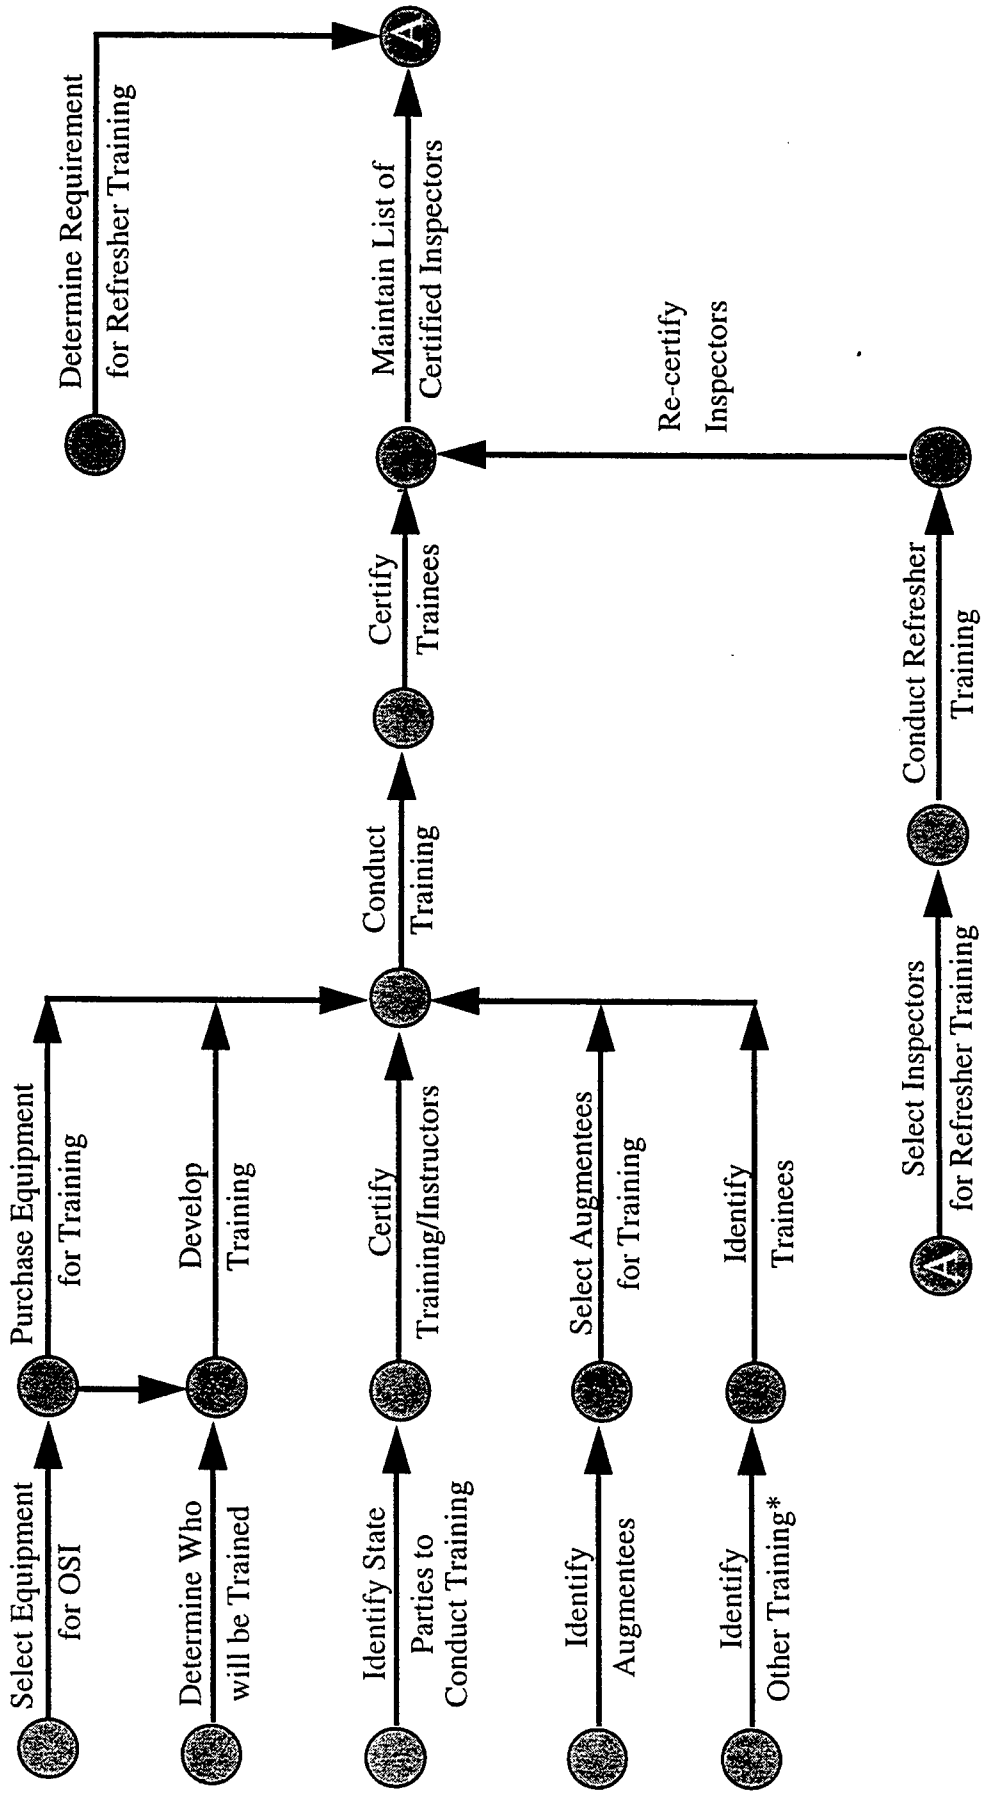 Select Equipment
for OSI
Purchase Equipment
for Training
Determine Requirement
for Refresher Training
Determine Who
will be Trained
Develop
Training
Identify State
Parties to
Conduct Training
Certify
Training/Instructors
Conduct
Training
Certify
Trainees
Maintain List of
Certified Inspectors
A
Identify
Augmentees
Select Augmentees
for Training
Re-certify
Inspectors
Identify
Other Training*
Identify
Trainees
A
Select Inspectors
for Refresher Training
Conduct Refresher
Training